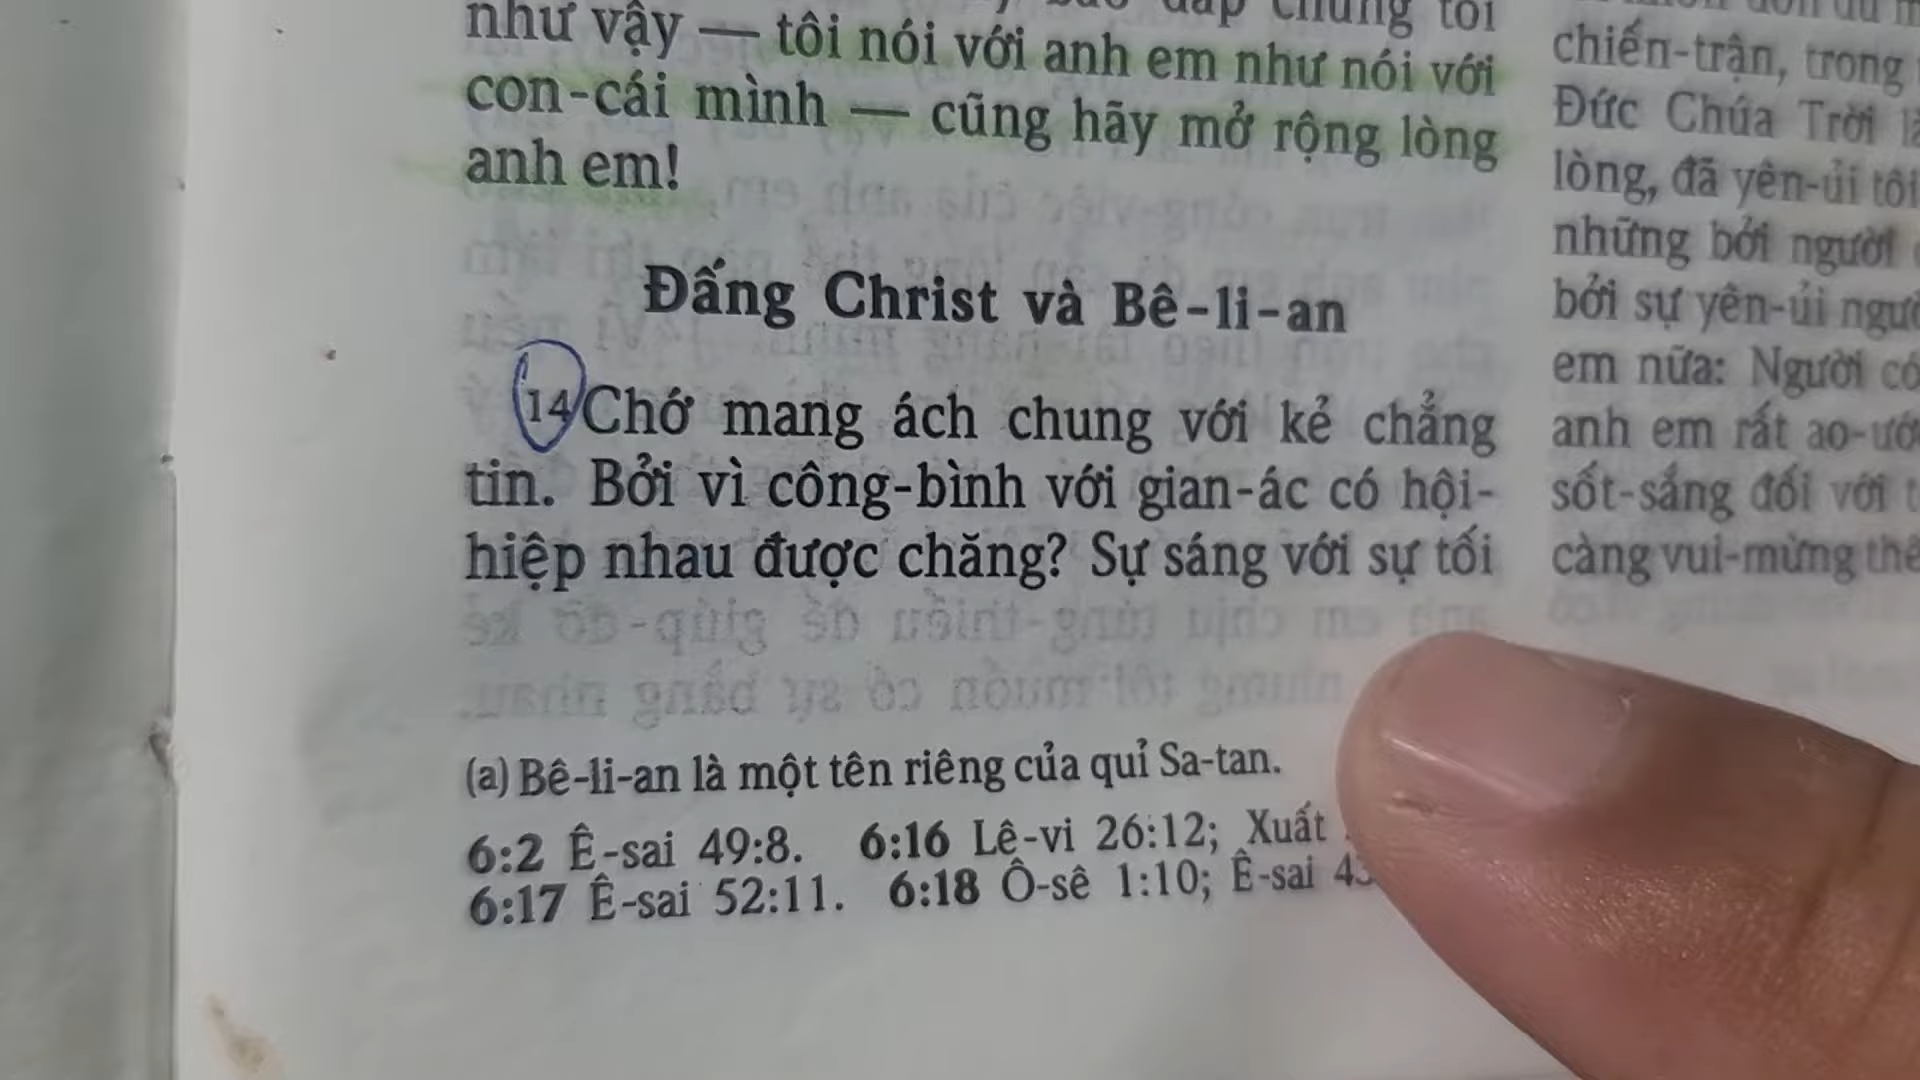 như vậy — tôi nói với anh em như nói với
con-cái mình — cũng hãy mở rộng lòng
anh em!
Đấng Christ và Bê-li-an
14 Chớ mang ách chung với kẻ chẳng
tin. Bởi vì công-bình với gian-ác có hội-
hiệp nhau được chăng? Sự sáng với sự tối
(a) Bê-li-an là một tên riêng của quỉ Sa-tan.
6:2 Ê-sai 49:8. 6:16 Lê-vi 26:12; Xuất
6:17 Ê-sai 52:11. 6:18 Ô-sê 1:10; Ê-sai
chiến-trận, trong
Đức Chúa Trời
lòng, đã yên-ủi tôi
những bởi người
bởi sự yên-ủi
em nữa: Người có
anh em rất
sốt-sắng đối với
càng vui-mừng